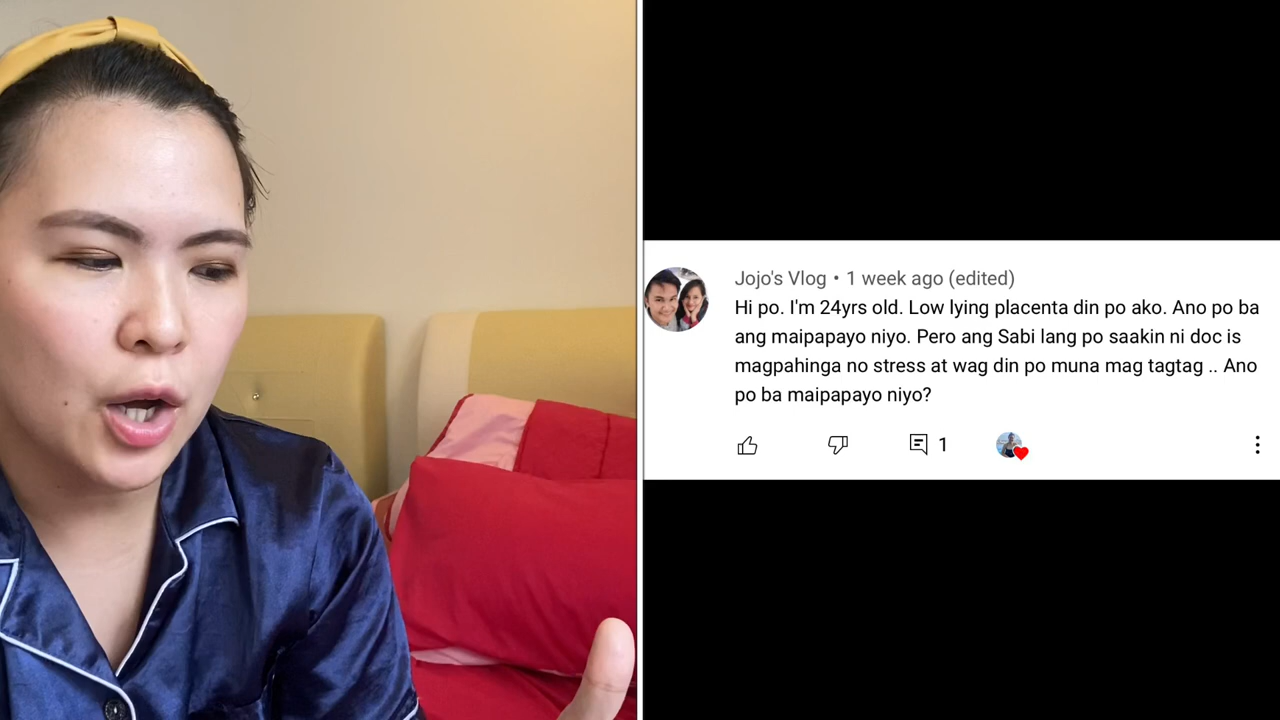 Jojo's Vlog • 1 week ago (edited)
Hi po. I'm 24yrs old. Low lying placenta din po ako. Ano po ba
ang maipapayo niyo. Pero ang Sabi lang po saakin ni doc is
magpahinga no stress at wag din po muna mag tagtag .. Ano
po ba maipapayo niyo?
1